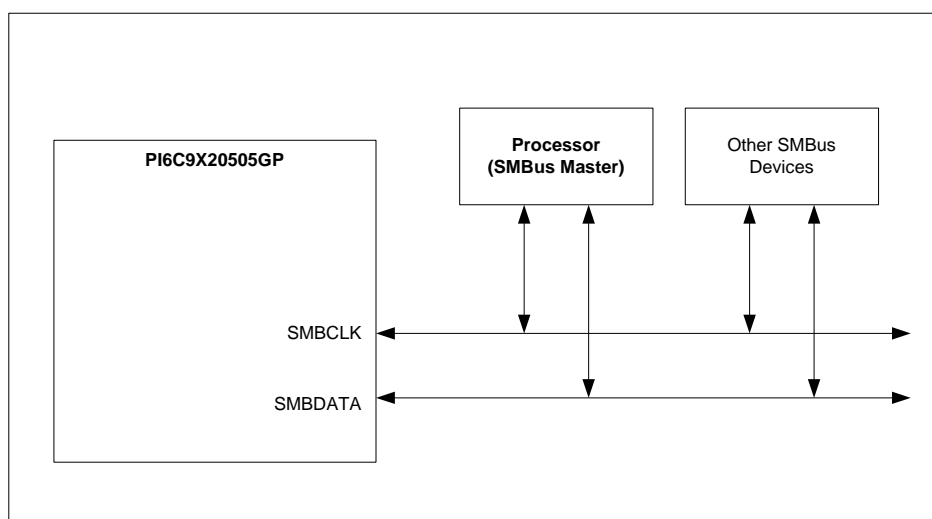 PI6C9X20505GP
Processor
(SMBus Master)
Other SMBus
Devices
SMBCLK
SMBDATA